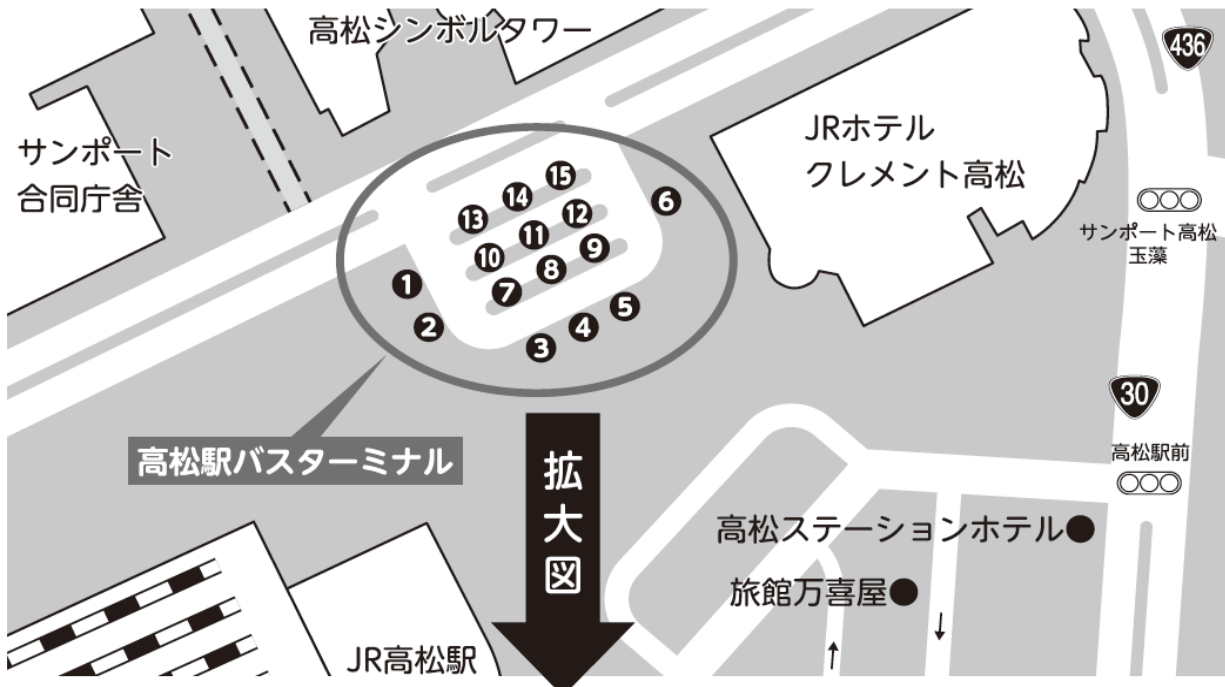 高松シンボルタワー
436
サンポート
合同庁舎
JRホテル
クレメント高松
15
14
13
12
11
10
9
8
7
6
1
2
5
4
3
サンポート高松
玉藻
30
高松駅前
高松駅バスターミナル
拡大図
高松ステーションホテル
旅館万喜屋
JR高松駅